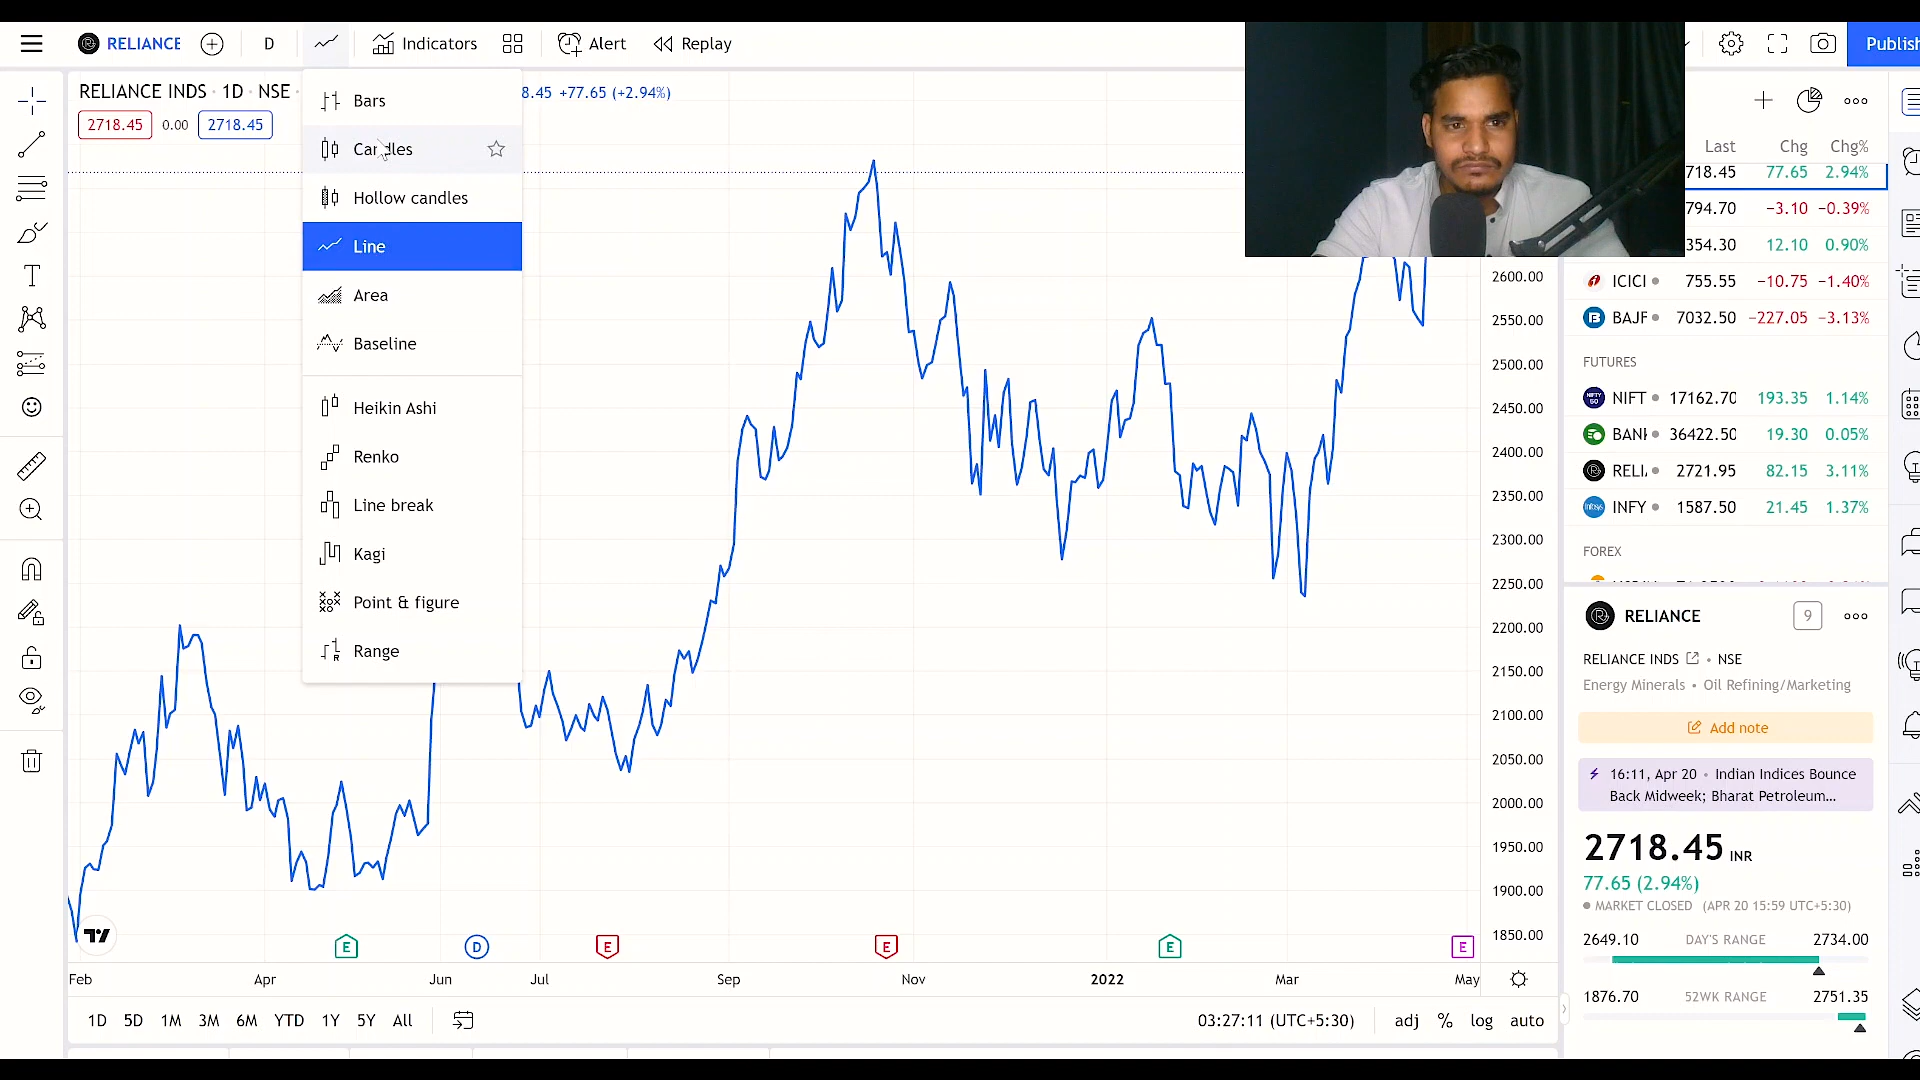 RELIANCE D Indicators Alert Replay Publish
RELIANCE INDS · 1D · NSE · 8.45 +77.65 (+2.94%)
2718.45 0.00 2718.45
Bars
Candles
Hollow candles
Line
Area
Baseline
Heikin Ashi
Renko
Line break
Kagi
Point & figure
Range
2600.00
2550.00
2500.00
2450.00
2400.00
2350.00
2300.00
2250.00
2200.00
2150.00
2100.00
2050.00
2000.00
1950.00
1900.00
1850.00
E D E E E E
Feb Apr Jun Jul Sep Nov 2022 Mar May
1D 5D 1M 3M 6M YTD 1Y 5Y All 03:27:11 (UTC+5:30) adj % log auto
Last Chg Chg%
718.45 77.65 2.94%
794.70 −3.10 −0.39%
354.30 12.10 0.90%
ICICI 755.55 −10.75 −1.40%
BAJF 7032.50 −227.05 −3.13%
FUTURES
NIFT 17162.70 193.35 1.14%
BANK 36422.50 19.30 0.05%
RELI 2721.95 82.15 3.11%
INFY 1587.50 21.45 1.37%
FOREX
RELIANCE 9
RELIANCE INDS • NSE
Energy Minerals • Oil Refining/Marketing
Add note
16:11, Apr 20 • Indian Indices Bounce
Back Midweek; Bharat Petroleum...
2718.45 INR
77.65 (2.94%)
MARKET CLOSED (APR 20 15:59 UTC+5:30)
2649.10 DAY'S RANGE 2734.00
1876.70 52WK RANGE 2751.35